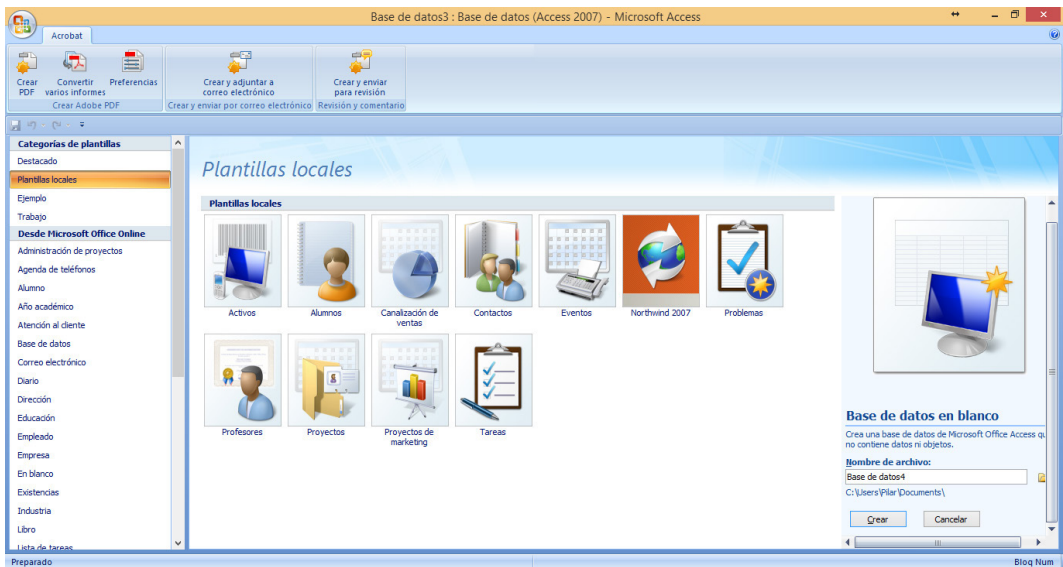 Base de datos3 : Base de datos (Access 2007) - Microsoft Access
Acrobat
Crear PDF
Convertir varios informes
Preferencias
Crear y adjuntar a correo electrónico
Crear y enviar para revisión
Crear Adobe PDF
Crear y enviar por correo electrónico
Revisión y comentario
Categorías de plantillas
Destacado
Plantillas locales
Ejemplo
Trabajo
Desde Microsoft Office Online
Administración de proyectos
Agenda de teléfonos
Alumno
Año académico
Atención al cliente
Base de datos
Correo electrónico
Diario
Dirección
Educación
Empleado
Empresa
En blanco
Existencias
Industria
Libro
Lista de tareas
Plantillas locales
Plantillas locales
Activos
Alumnos
Canalización de
ventas
Contactos
Eventos
Northwind 2007
Problemas
Profesores
Proyectos
Proyectos de
marketing
Tareas
Base de datos en blanco
Crea una base de datos de Microsoft Office Access qu
no contiene datos ni objetos.
Nombre de archivo:
Base de datos4
C:\Users\Pilar\Documents\
Crear
Cancelar
Preparado
Bloq Num